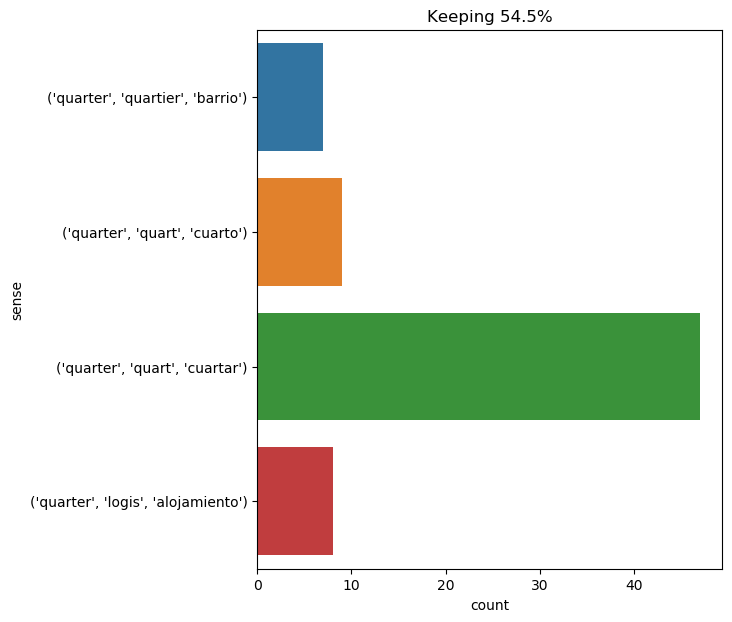 Keeping 54.5%
('quarter', 'quartier', 'barrio')
('quarter', 'quart', 'cuarto')
('quarter', 'quart', 'cuartar')
('quarter', 'logis', 'alojamiento')
sense
0 10 20 30 40
count